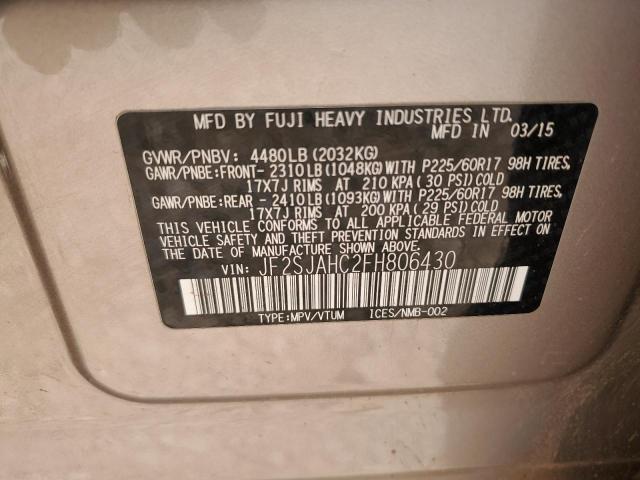 MFD BY FUJI HEAVY INDUSTRIES LTD.
MFD IN 03/15
GVWR/PNBV: 4480LB (2032KG)
GAWR/PNBE:FRONT- 2310LB (1048KG) WITH P225/60R17 98H TIRES,
17X7J RIMS AT 210 KPA (30 PSI) COLD
GAWR/PNBE:REAR - 2410LB (1093KG) WITH P225/60R17 98H TIRES,
17X7J RIMS AT 200 KPA (29 PSI) COLD
THIS VEHICLE CONFORMS TO ALL APPLICABLE FEDERAL MOTOR
VEHICLE SAFETY AND THEFT PREVENTION STANDARDS IN EFFECT ON
THE DATE OF MANUFACTURE SHOWN ABOVE
VIN: JF2SJAHC2FH806430
TYPE:MPV/VTUM ICES/NMB-002